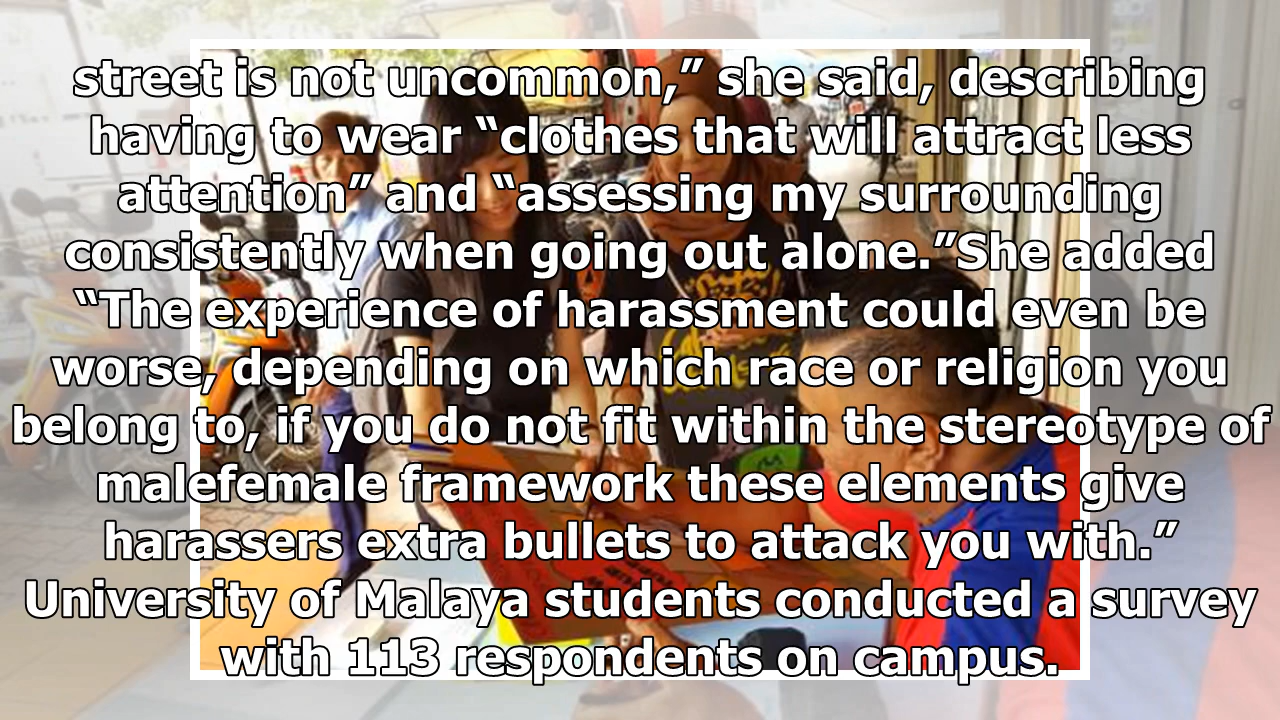 street is not uncommon,” she said, describing
having to wear “clothes that will attract less
attention” and “assessing my surrounding
consistently when going out alone.”She added
“The experience of harassment could even be
worse, depending on which race or religion you
belong to, if you do not fit within the stereotype of
malefemale framework these elements give
harassers extra bullets to attack you with.”
University of Malaya students conducted a survey
with 113 respondents on campus.